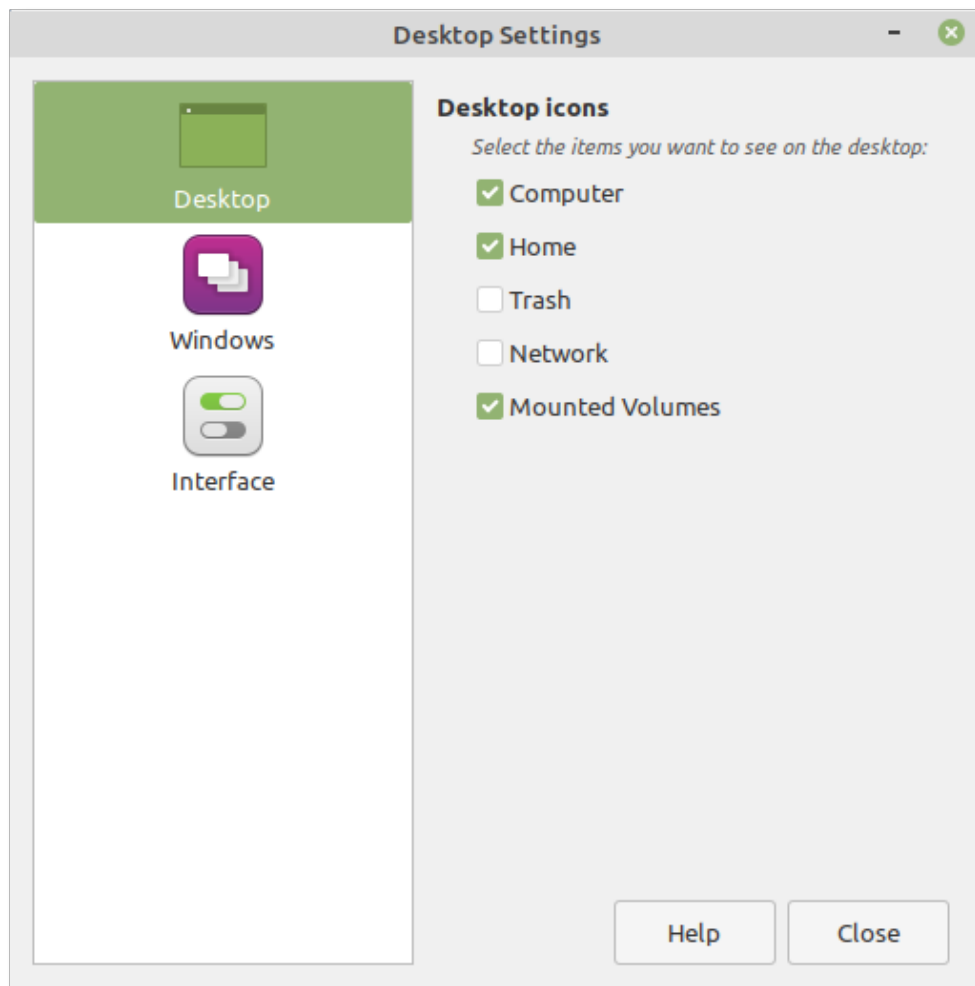 Desktop Settings
Desktop
Windows
Interface
Desktop icons
Select the items you want to see on the desktop:
Computer
Home
Trash
Network
Mounted Volumes
Help
Close